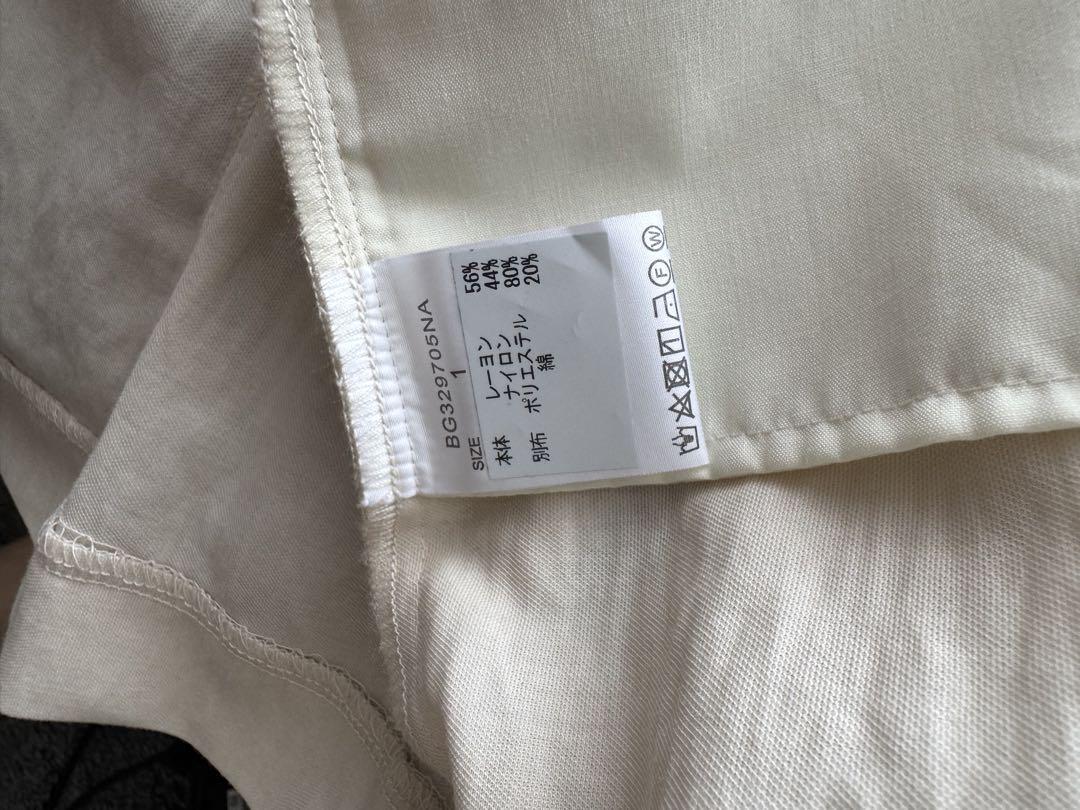 BG329705NA
SIZE 1
本体 レーヨン 56%
ナイロン 44%
別布 ポリエステル 80%
綿 20%
F W